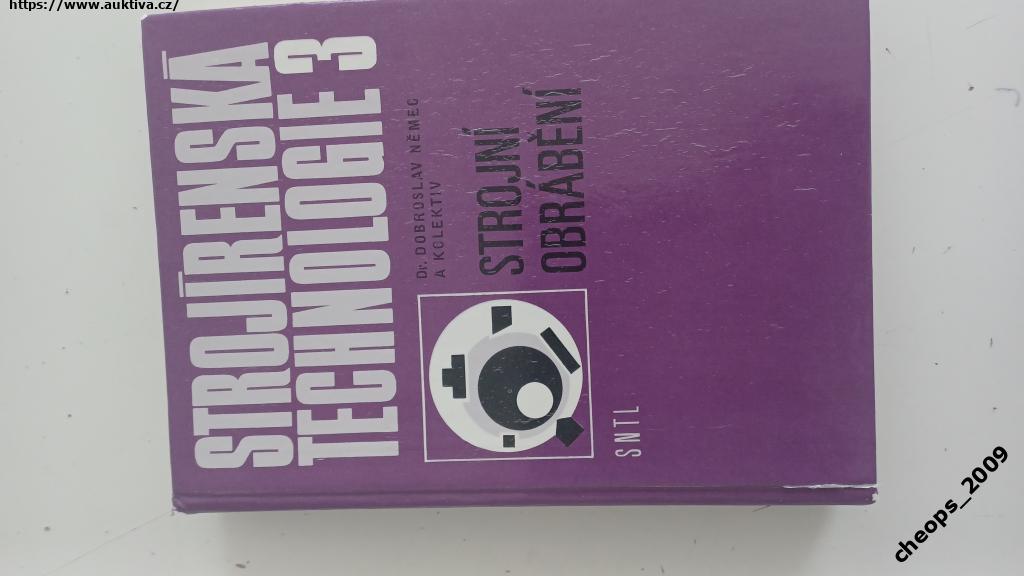 https://www.auktiva.cz/
STROJÍRENSKÁ
TECHNOLOGIE 3
Dr. DOBROSLAV NĚMEC
A KOLEKTIV
STROJNÍ
OBRÁBĚNÍ
SNTL
cheops_2009